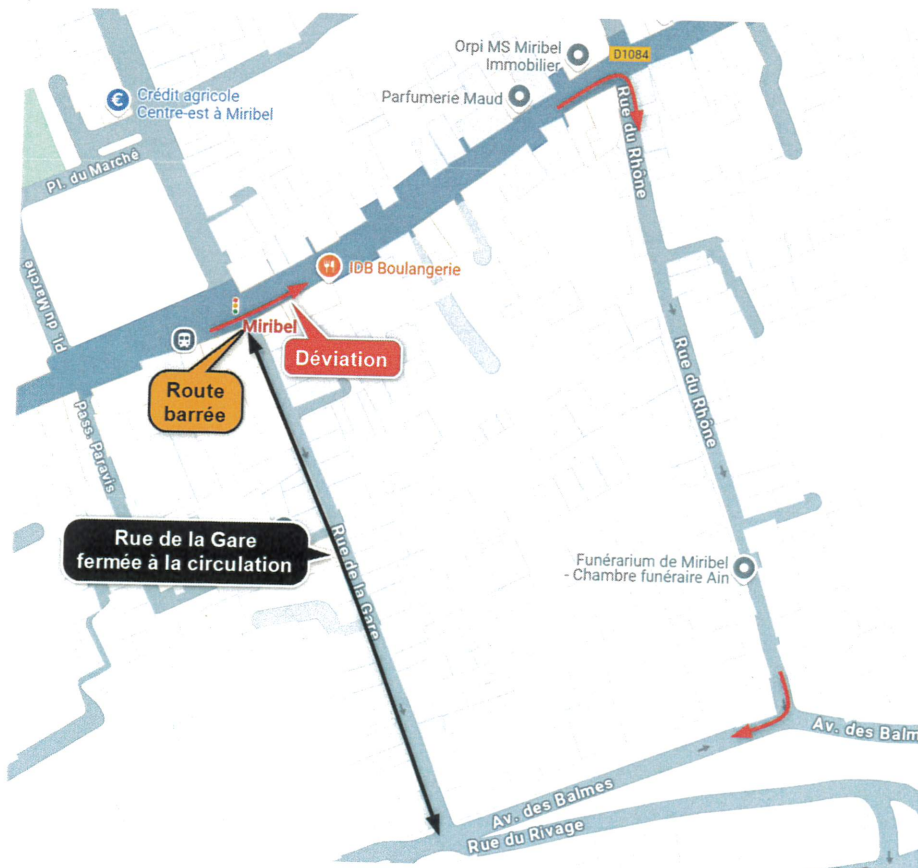 Orpi MS Miribel
Immobilier
D1084
Parfumerie Maud
Crédit agricole
Centre-est à Miribel
Rue du Rhône
Pl. du Marché
Pl. du Marché
IDB Boulangerie
Miribel
Déviation
Route
barrée
Rue du Rhône
Pass. Paravis
Rue de la Gare
fermée à la circulation
Rue de la Gare
Funérarium de Miribel
- Chambre funéraire Ain
Av. des Balm
Av. des Balmes
Rue du Rivage